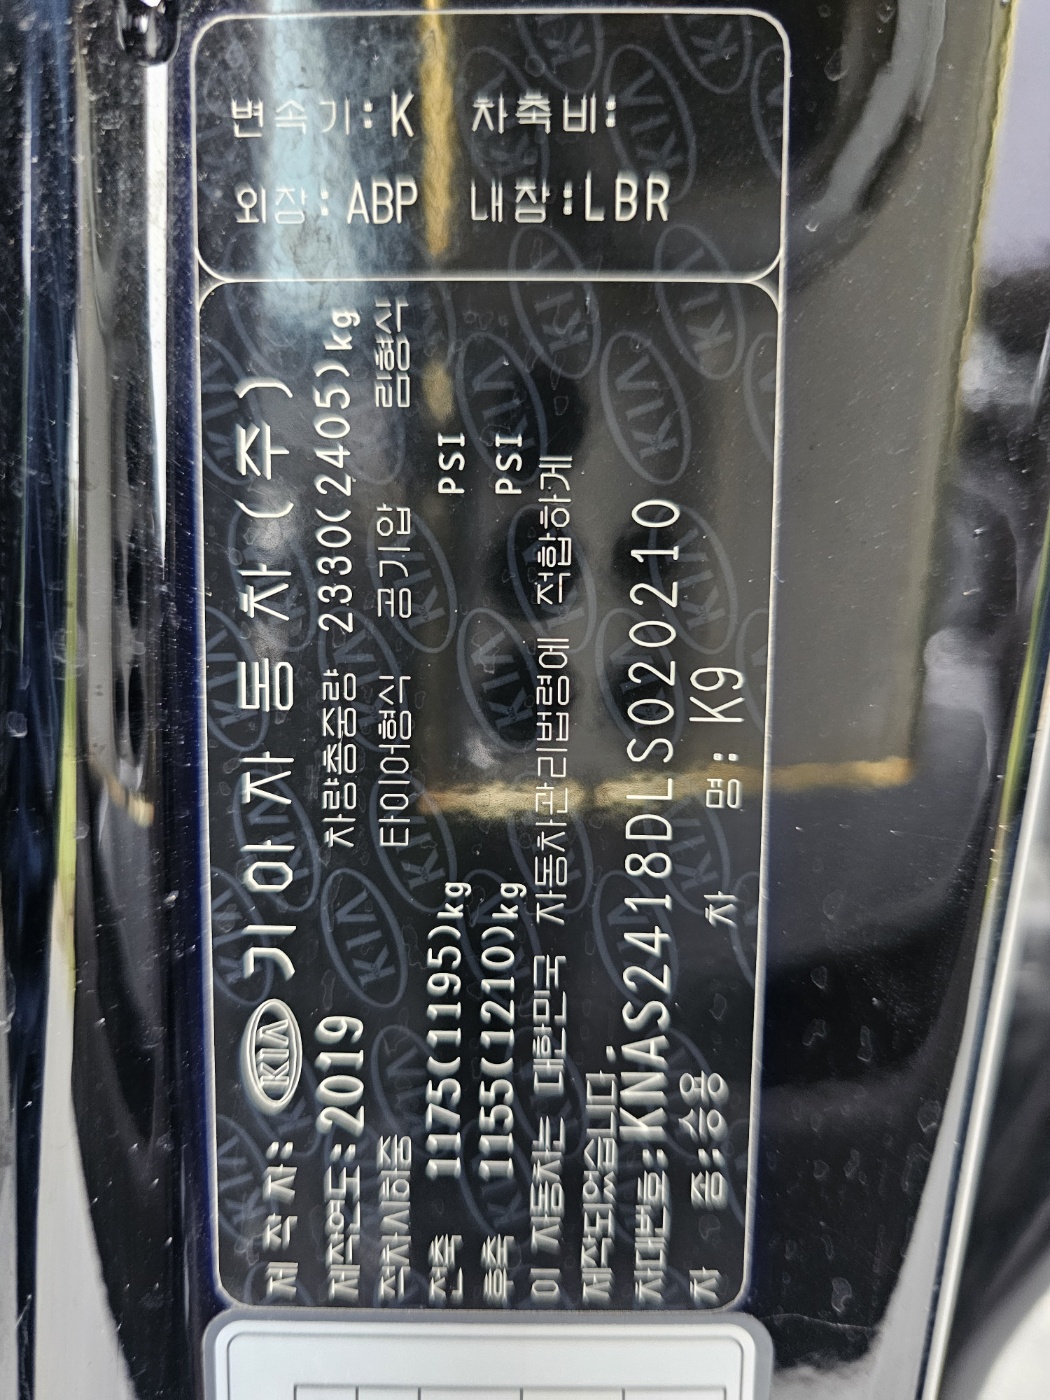 변속기:K 차축비:
외장:ABP 내장:LBR
제 작 자: KIA 기아자동차(주)
제작연도:2019 차량총중량 2330(2405)kg
적차시하중 타이어형식 공기압 림형식
전축 1175(1195)kg PSI
후축 1155(1210)kg PSI
이 자동차는 대한민국 자동차관리법령에 적합하게
제작되었습니다.
차대번호:KNAS2418DLS020210
차 종:승용 차 명:K9